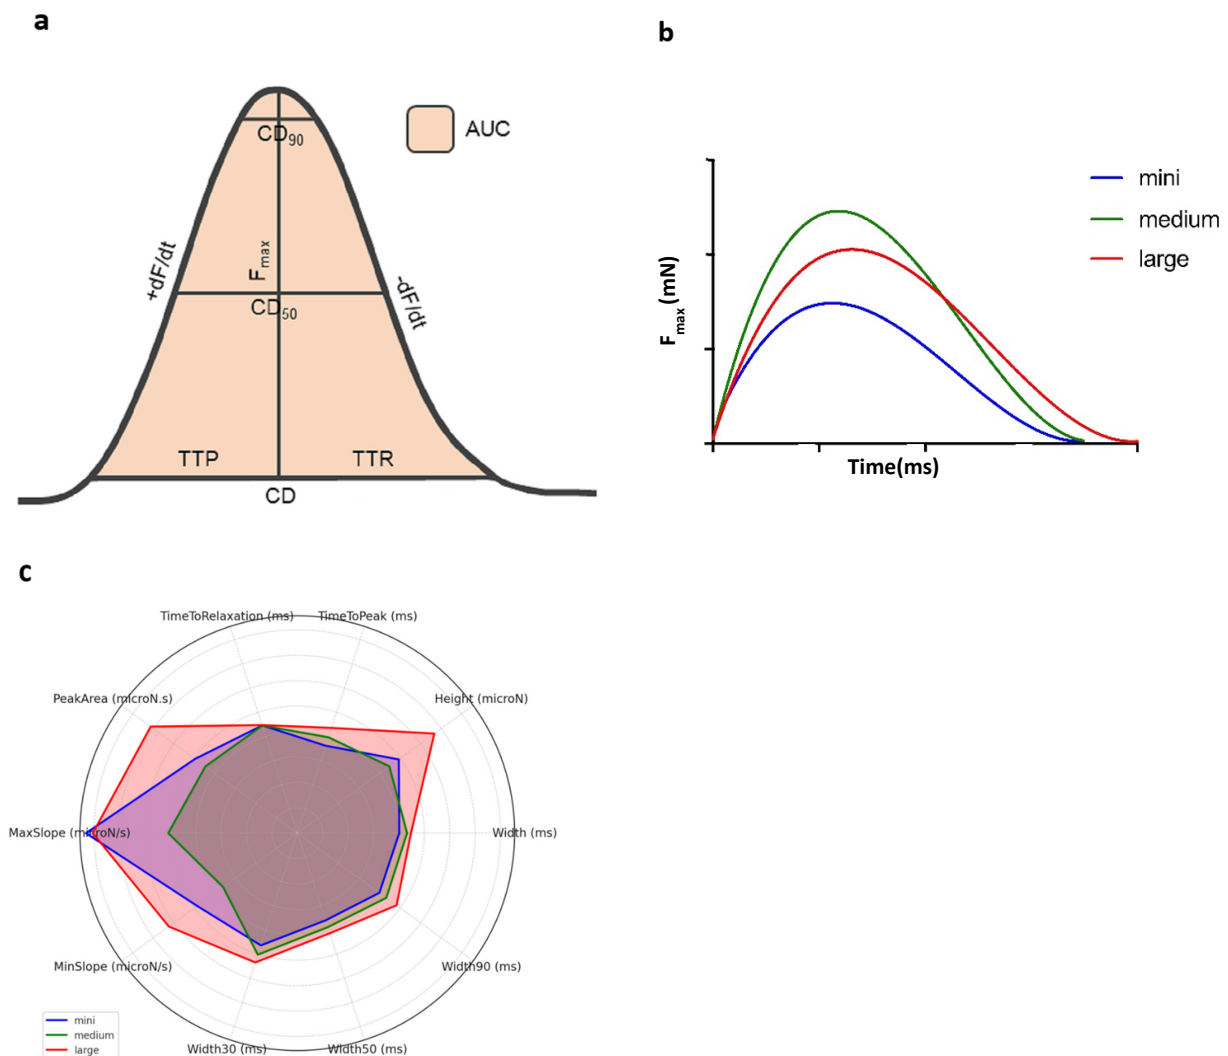 a
AUC
CD90
+dF/dt
Fmax
-dF/dt
CD50
TTP
TTR
CD
b
mini
medium
large
Fmax (mN)
Time(ms)
c
TimeToRelaxation (ms)
TimeToPeak (ms)
PeakArea (microN.s)
Height (microN)
MaxSlope (microN/s)
Width (ms)
MinSlope (microN/s)
Width90 (ms)
Width30 (ms)
Width50 (ms)
mini
medium
large